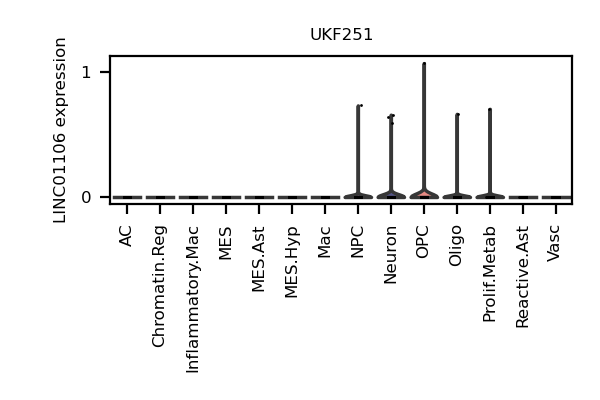 UKF251
LINC01106 expression
1
0
AC
Chromatin.Reg
Inflammatory.Mac
MES
MES.Ast
MES.Hyp
Mac
NPC
Neuron
OPC
Oligo
Prolif.Metab
Reactive.Ast
Vasc